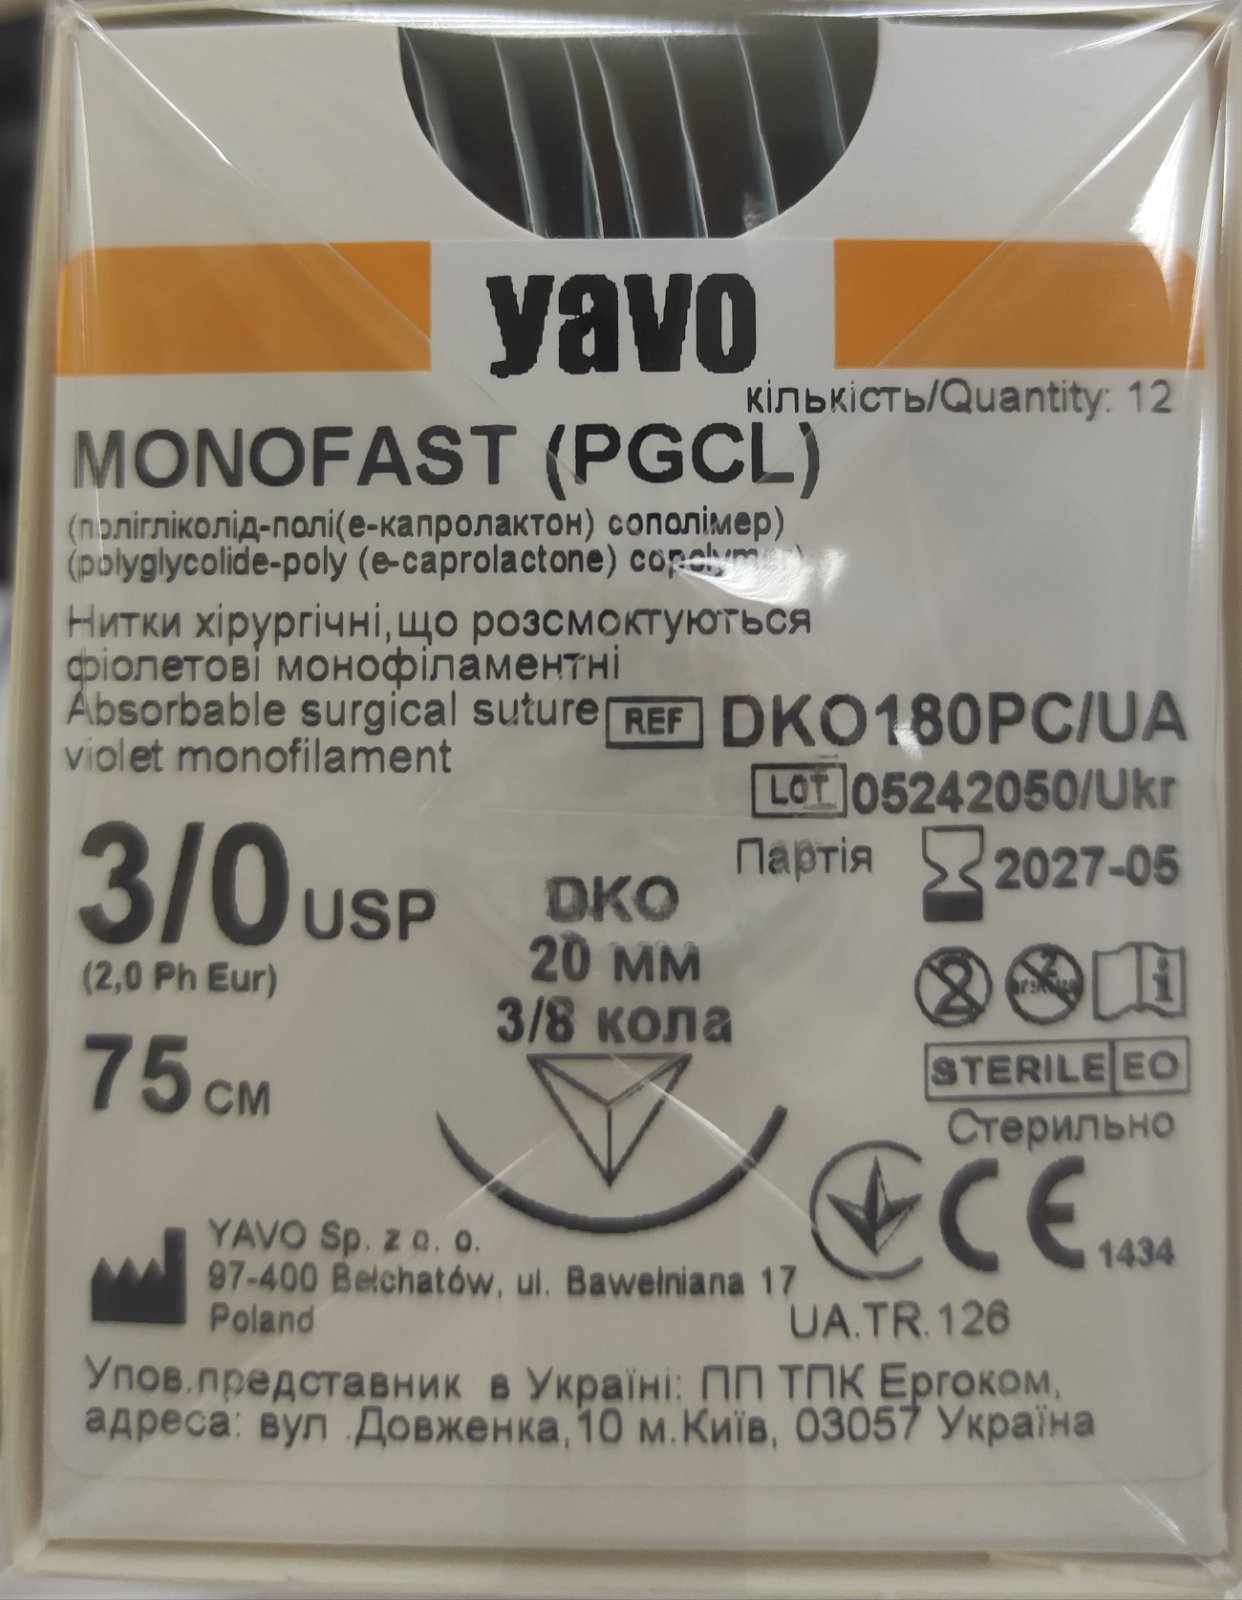 yavo
кількість/Quantity: 12
MONOFAST (PGCL)
(полігліколід-полі(е-капролактон) сополімер)
(polyglycolide-poly (e-caprolactone) copolymer)
Нитки хірургічні,що розсмоктуються
фіолетові монофіламентні
Absorbable surgical suture
violet monofilament
REF DKO180PC/UA
LOT 05242050/Ukr
Партія
2027-05
3/0 USP
(2,0 Ph Eur)
75 см
DKO
20 мм
3/8 кола
2
2
i
STERILE EO
Стерильно
CE 1434
UA.TR.126
YAVO Sp. z o. o.
97-400 Bełchatów, ul. Bawełniana 17
Poland
Упов.представник в Україні: ПП ТПК Ергоком,
адреса: вул .Довженка,10 м.Київ, 03057 Україна